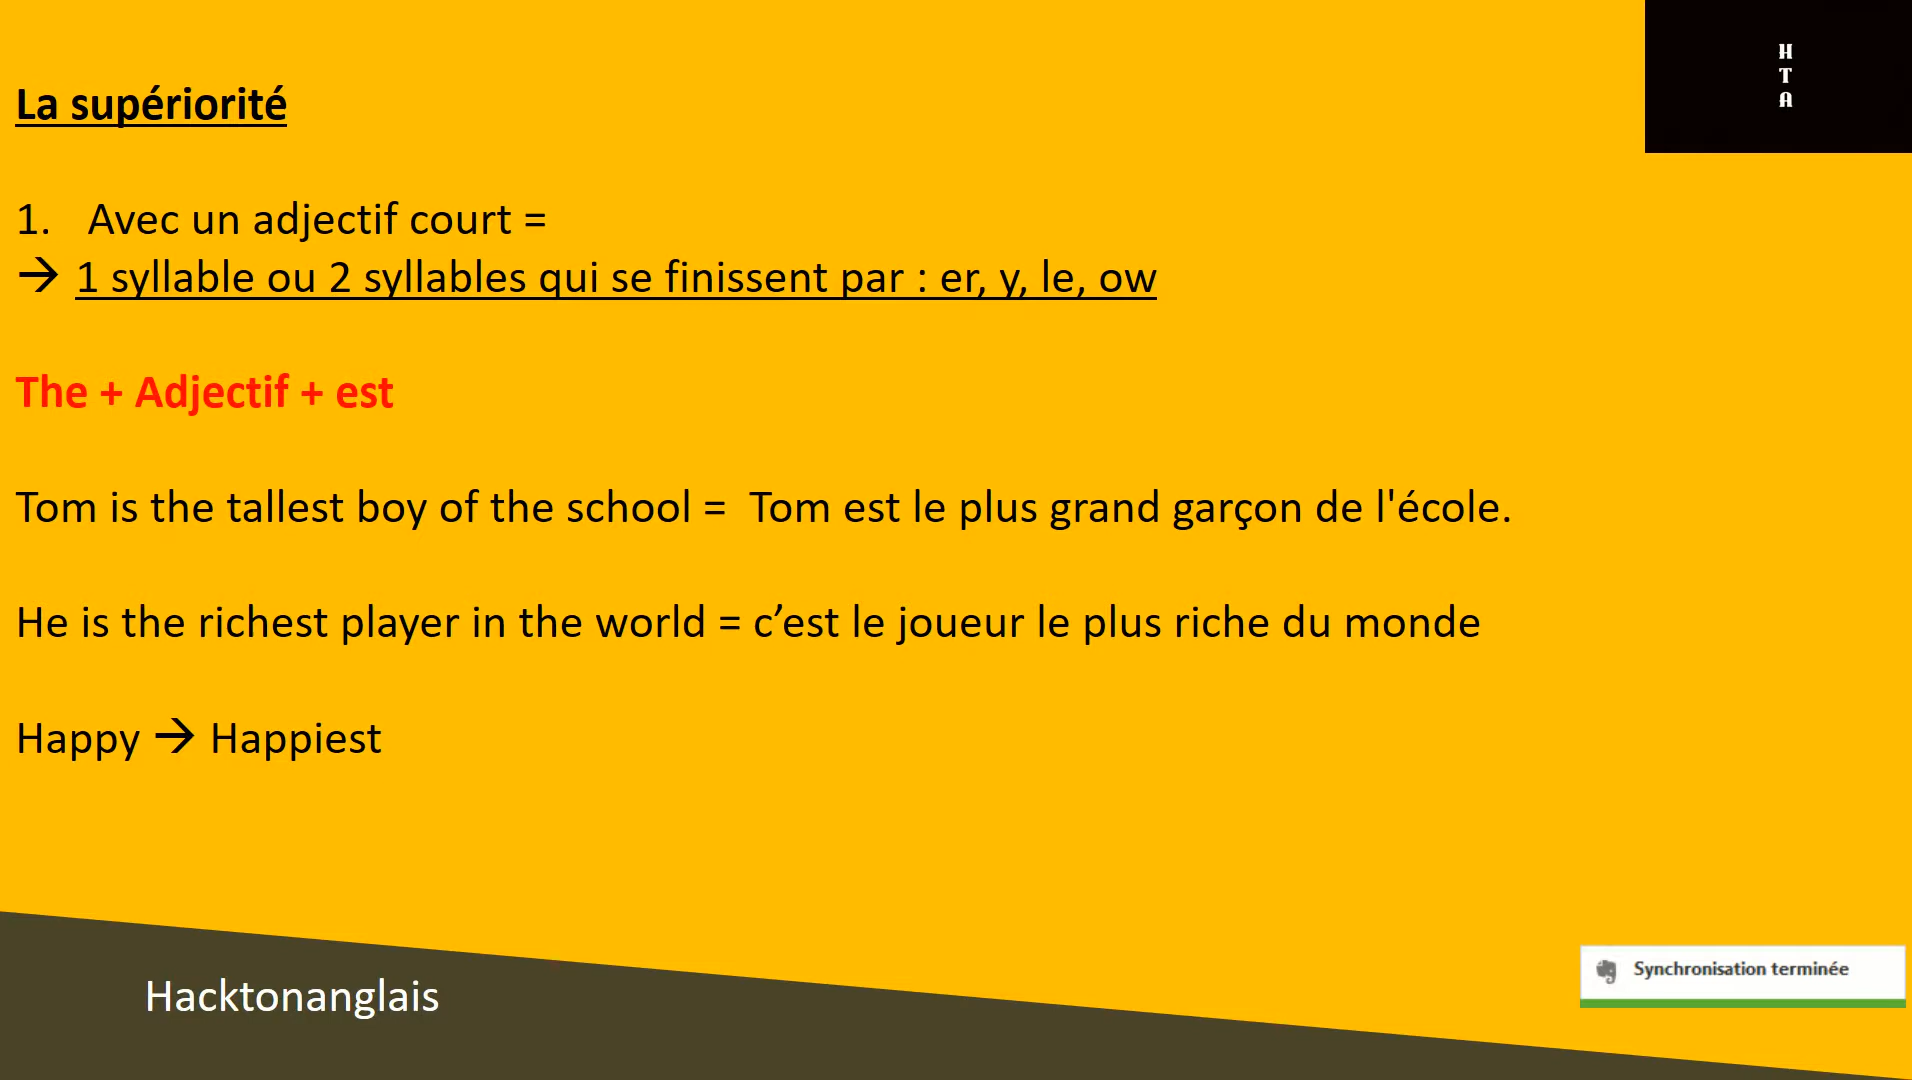 H
T
A
La supériorité
1. Avec un adjectif court =
→ 1 syllable ou 2 syllables qui se finissent par : er, y, le, ow
The + Adjectif + est
Tom is the tallest boy of the school = Tom est le plus grand garçon de l'école.
He is the richest player in the world = c’est le joueur le plus riche du monde
Happy → Happiest
Hacktonanglais
Synchronisation terminée